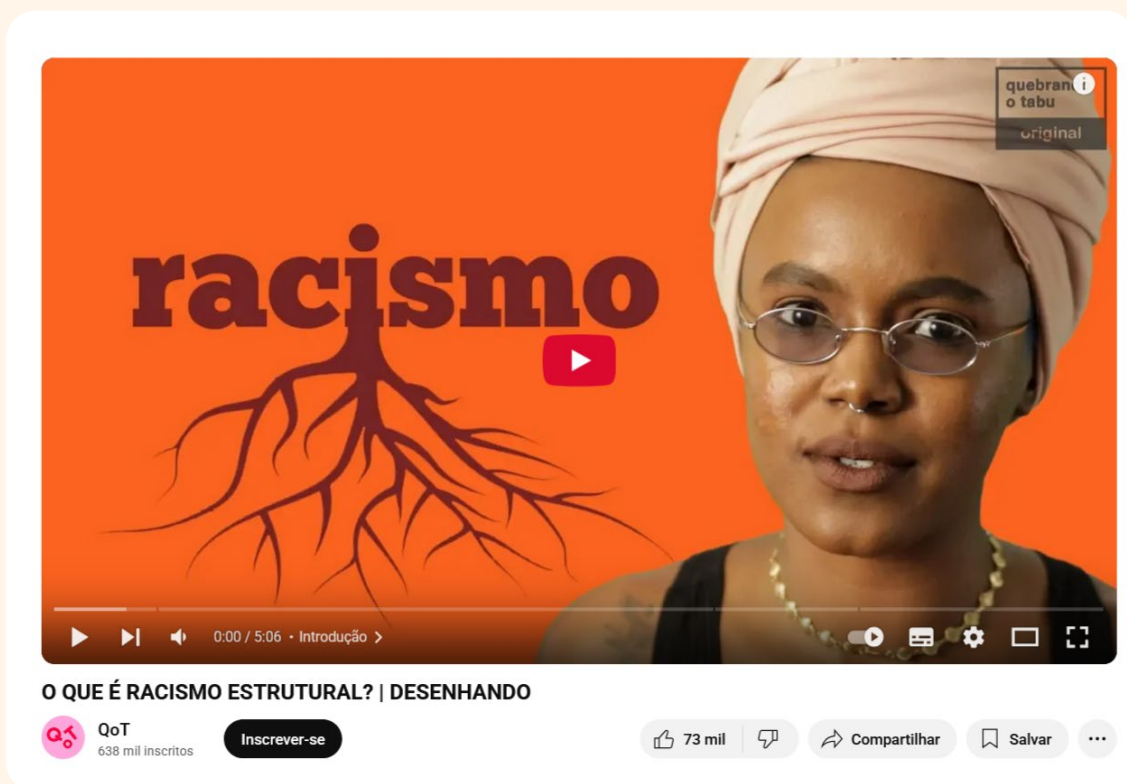 quebran
o tabu
original
racismo
0:00 / 5:06 • Introdução
O QUE É RACISMO ESTRUTURAL? | DESENHANDO
QoT
638 mil inscritos
Inscrever-se
73 mil
Compartilhar
Salvar